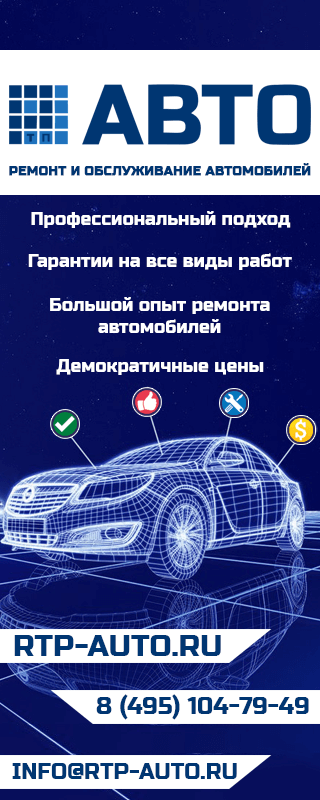 АВТО
ТП
РЕМОНТ И ОБСЛУЖИВАНИЕ АВТОМОБИЛЕЙ
Профессиональный подход
Гарантии на все виды работ
Большой опыт ремонта
автомобилей
Демократичные цены
$
RTP-AUTO.RU
8 (495) 104-79-49
INFO@RTP-AUTO.RU